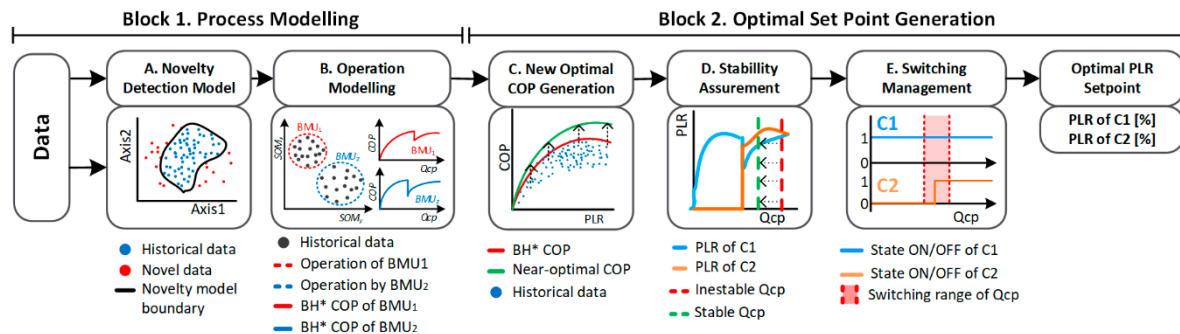 Block 1. Process Modelling
Block 2. Optimal Set Point Generation
Data
A. Novelty
Detection Model
Axis2
Axis1
Historical data
Novel data
Novelty model
boundary
B. Operation
Modelling
SOMy
BMU1
BMU2
SOMx
COP
BMU1
Qcp
COP
BMU2
Qcp
Historical data
Operation of BMU1
Operation by BMU2
BH* COP of BMU1
BH* COP of BMU2
C. New Optimal
COP Generation
COP
PLR
BH* COP
Near-optimal COP
Historical data
D. Stabillity
Assurement
PLR
Qcp
PLR of C1
PLR of C2
Inestable Qcp
Stable Qcp
E. Switching
Management
C1
1
0
C2
1
0
Qcp
State ON/OFF of C1
State ON/OFF of C2
Switching range of Qcp
Optimal PLR
Setpoint
PLR of C1 [%]
PLR of C2 [%]